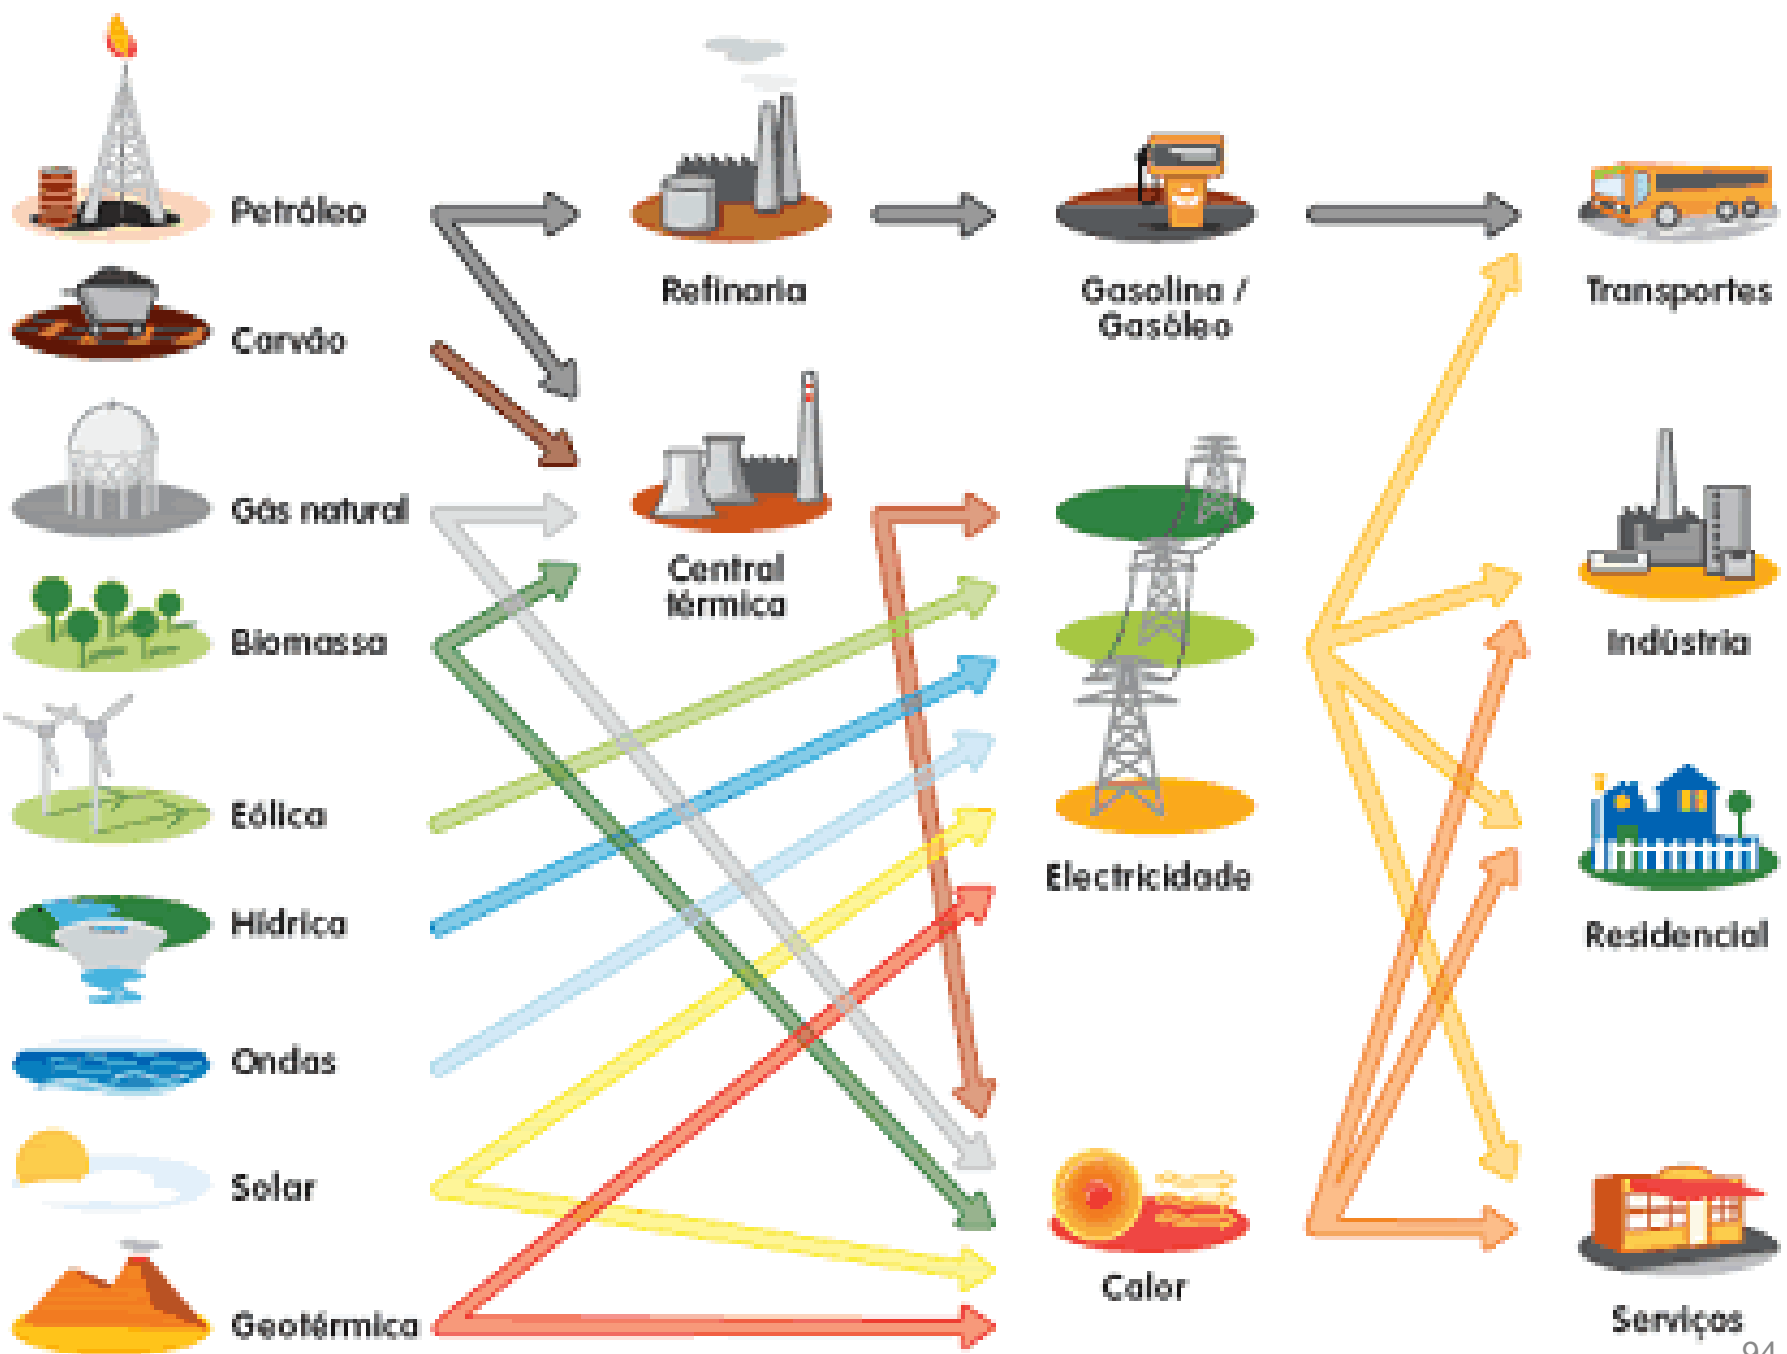 Petróleo
Carvão
Gás natural
Biomassa
Eólica
Hídrica
Ondas
Solar
Geotérmica
Refinaria
Central
térmica
Gasolina /
Gasóleo
Electricidade
Calor
Transportes
Indústria
Residencial
Serviços
94